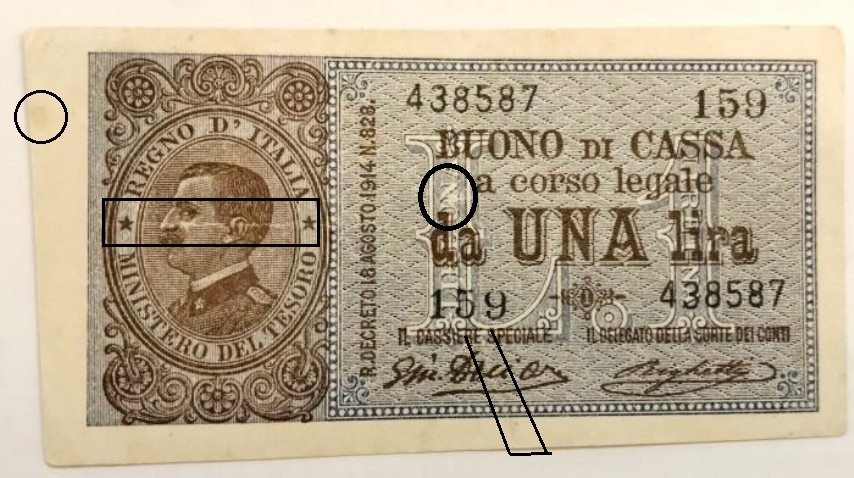 REGNO D' ITALIA
MINISTERO DEL TESORO
R. DECRETO 18 AGOSTO 1914 N. 828.
438587 159
BUONO DI CASSA
a corso legale
da UNA lira
L. 1
159 438587
IL CASSIERE SPECIALE IL DELEGATO DELLA CORTE DEI CONTI